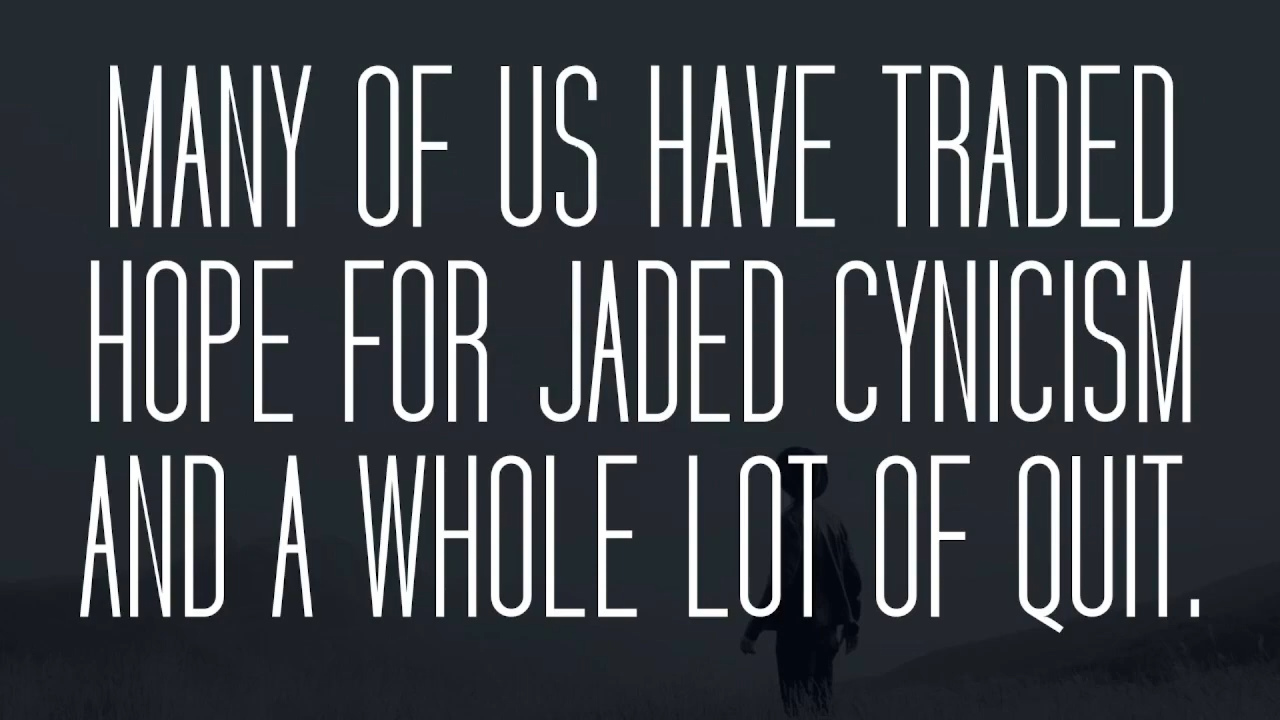 MANY OF US HAVE TRADED
HOPE FOR JADED CYNICISM
AND A WHOLE LOT OF QUIT.